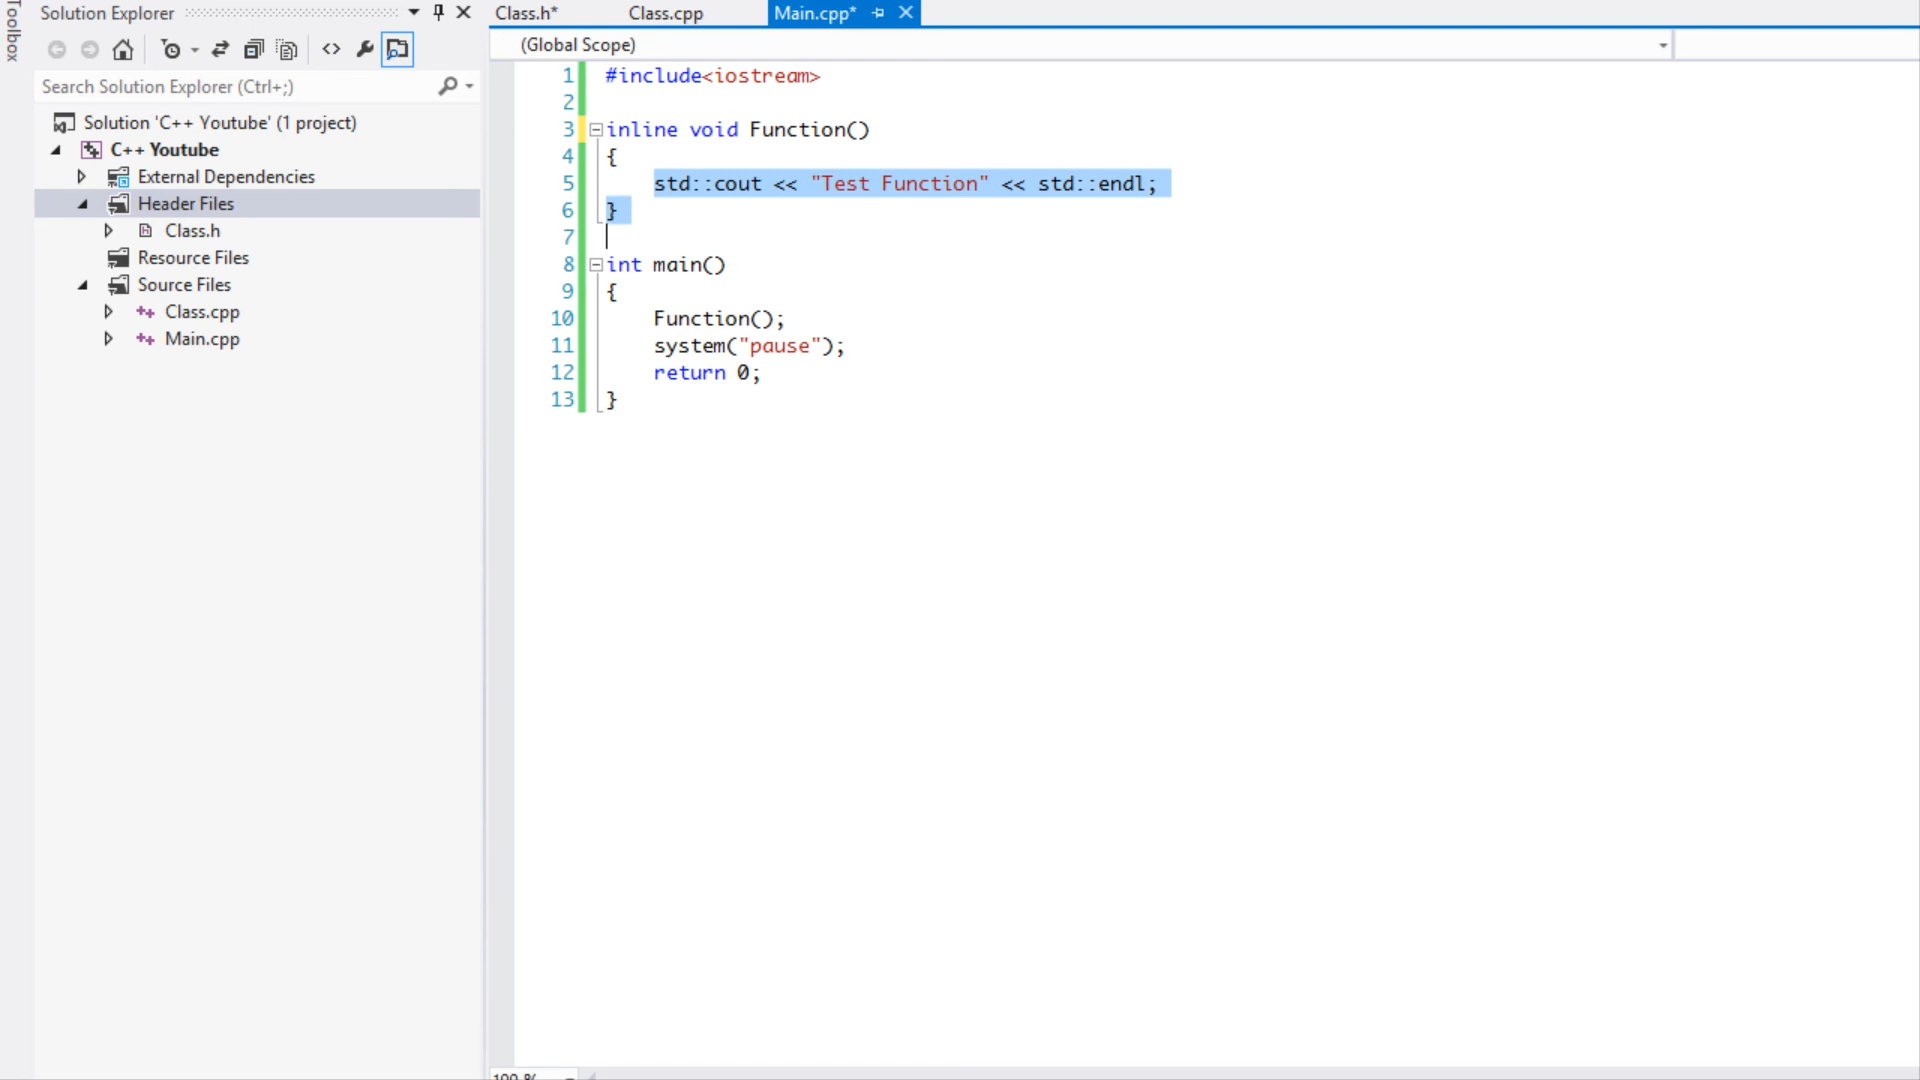 Toolbox
Solution Explorer
Search Solution Explorer (Ctrl+;)
Solution 'C++ Youtube' (1 project)
C++ Youtube
External Dependencies
Header Files
Class.h
Resource Files
Source Files
Class.cpp
Main.cpp
Class.h* Class.cpp Main.cpp*
(Global Scope)
1 #include<iostream>
2
3 inline void Function()
4 {
5 std::cout << "Test Function" << std::endl;
6 }
7
8 int main()
9 {
10 Function();
11 system("pause");
12 return 0;
13 }
100 %